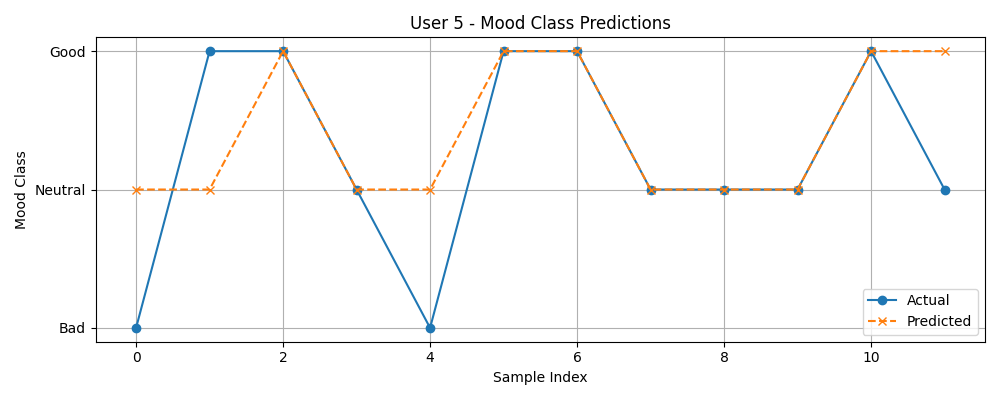 User 5 - Mood Class Predictions
Mood Class
Good
Neutral
Bad
0 2 4 6 8 10
Sample Index
Actual
Predicted